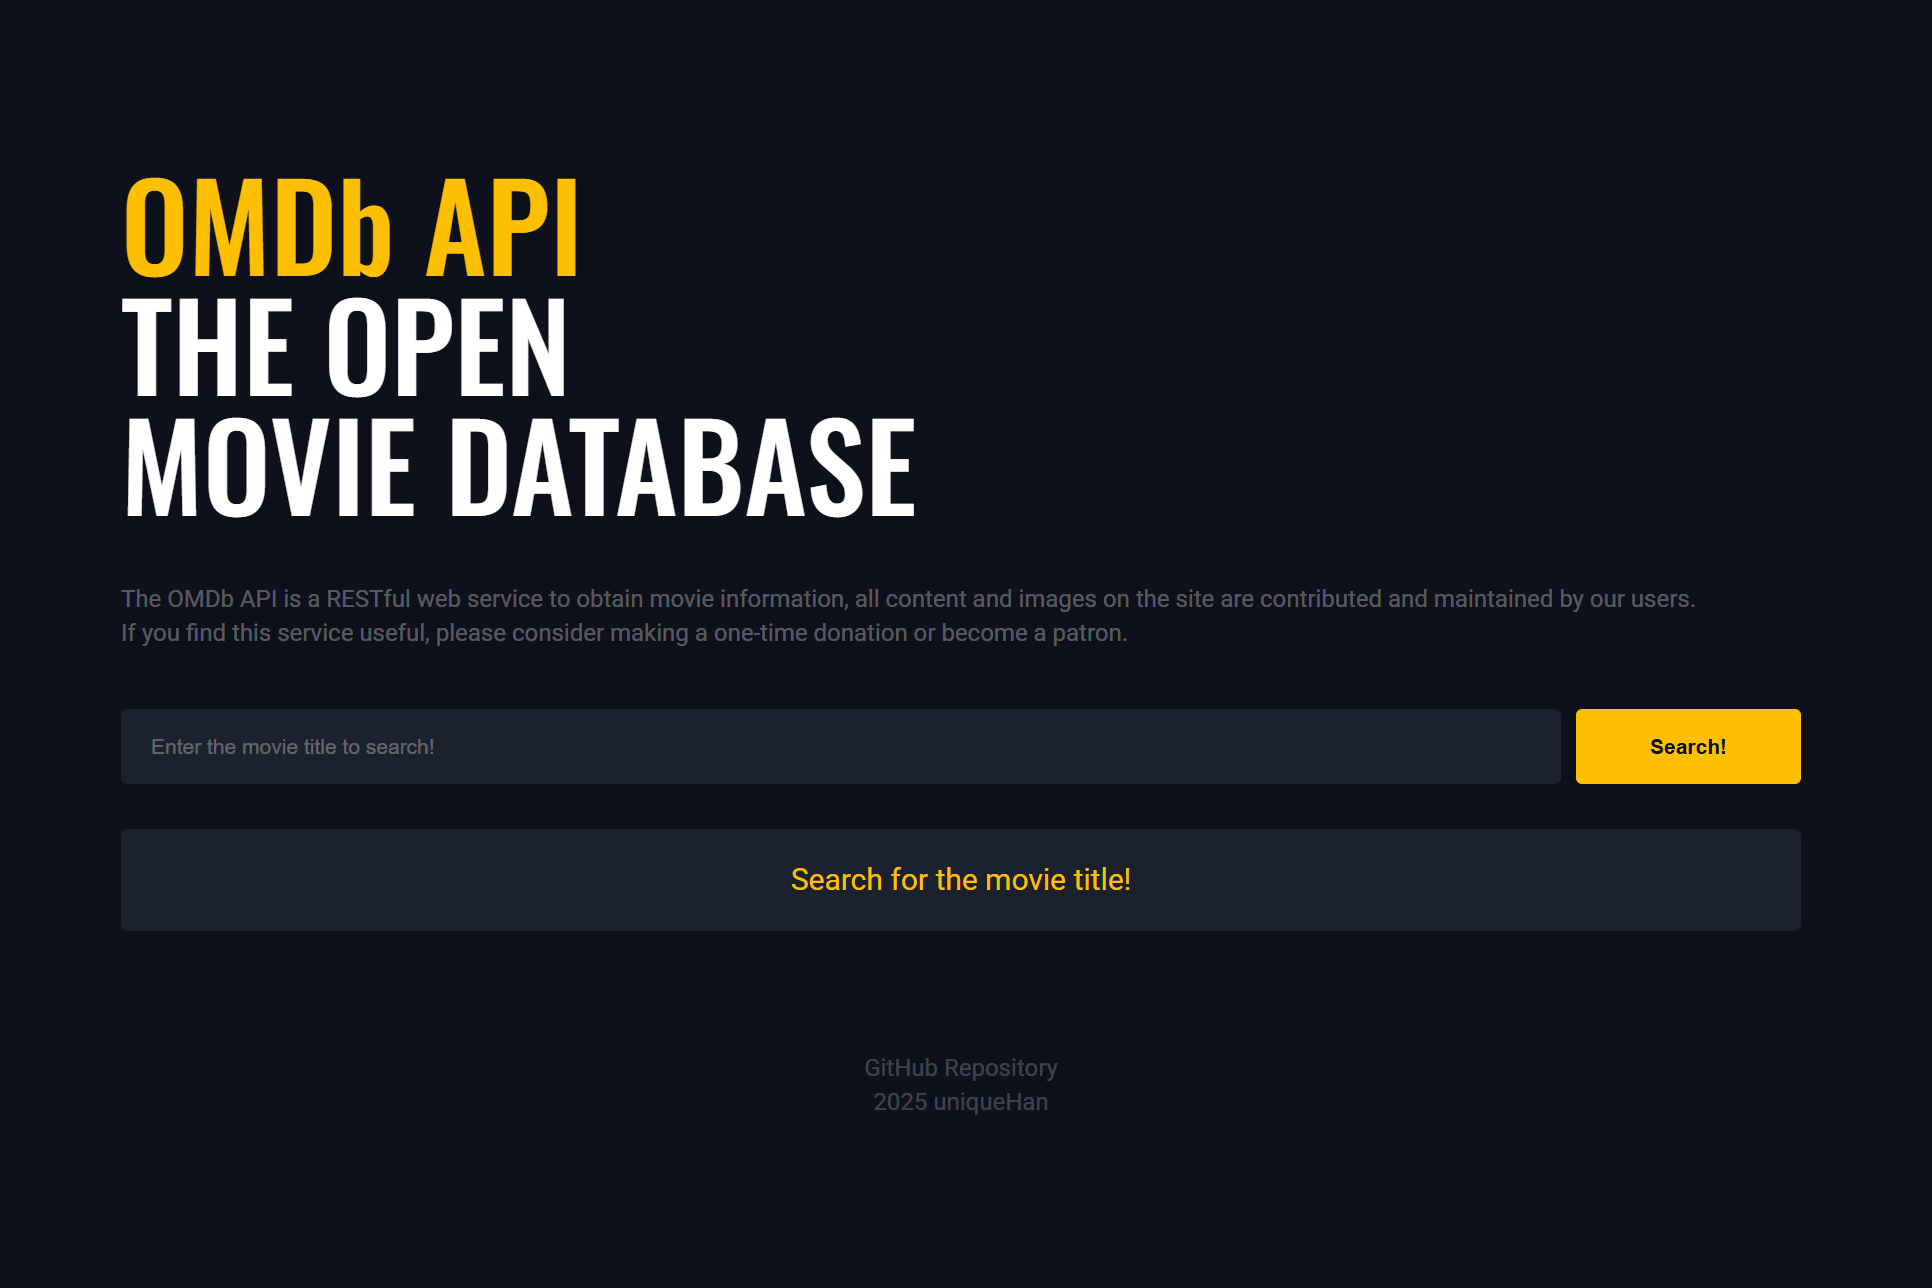 OMDb API
THE OPEN
MOVIE DATABASE
The OMDb API is a RESTful web service to obtain movie information, all content and images on the site are contributed and maintained by our users.
If you find this service useful, please consider making a one-time donation or become a patron.
Enter the movie title to search!
Search!
Search for the movie title!
GitHub Repository
2025 uniqueHan